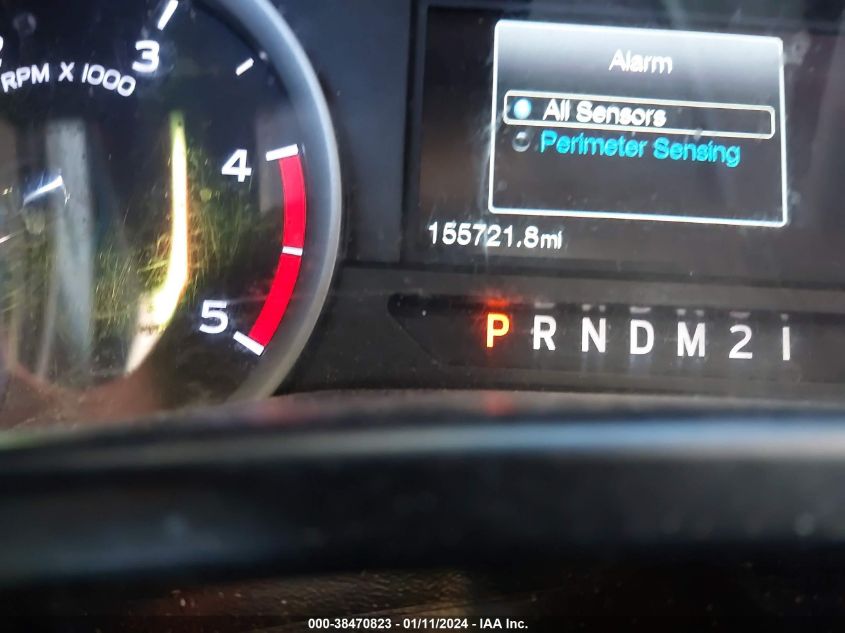 3
RPM X 1000
4
5
Alarm
All Sensors
Perimeter Sensing
155721.8mi
P R N D M 2 1
000-38470823 - 01/11/2024 - IAA Inc.